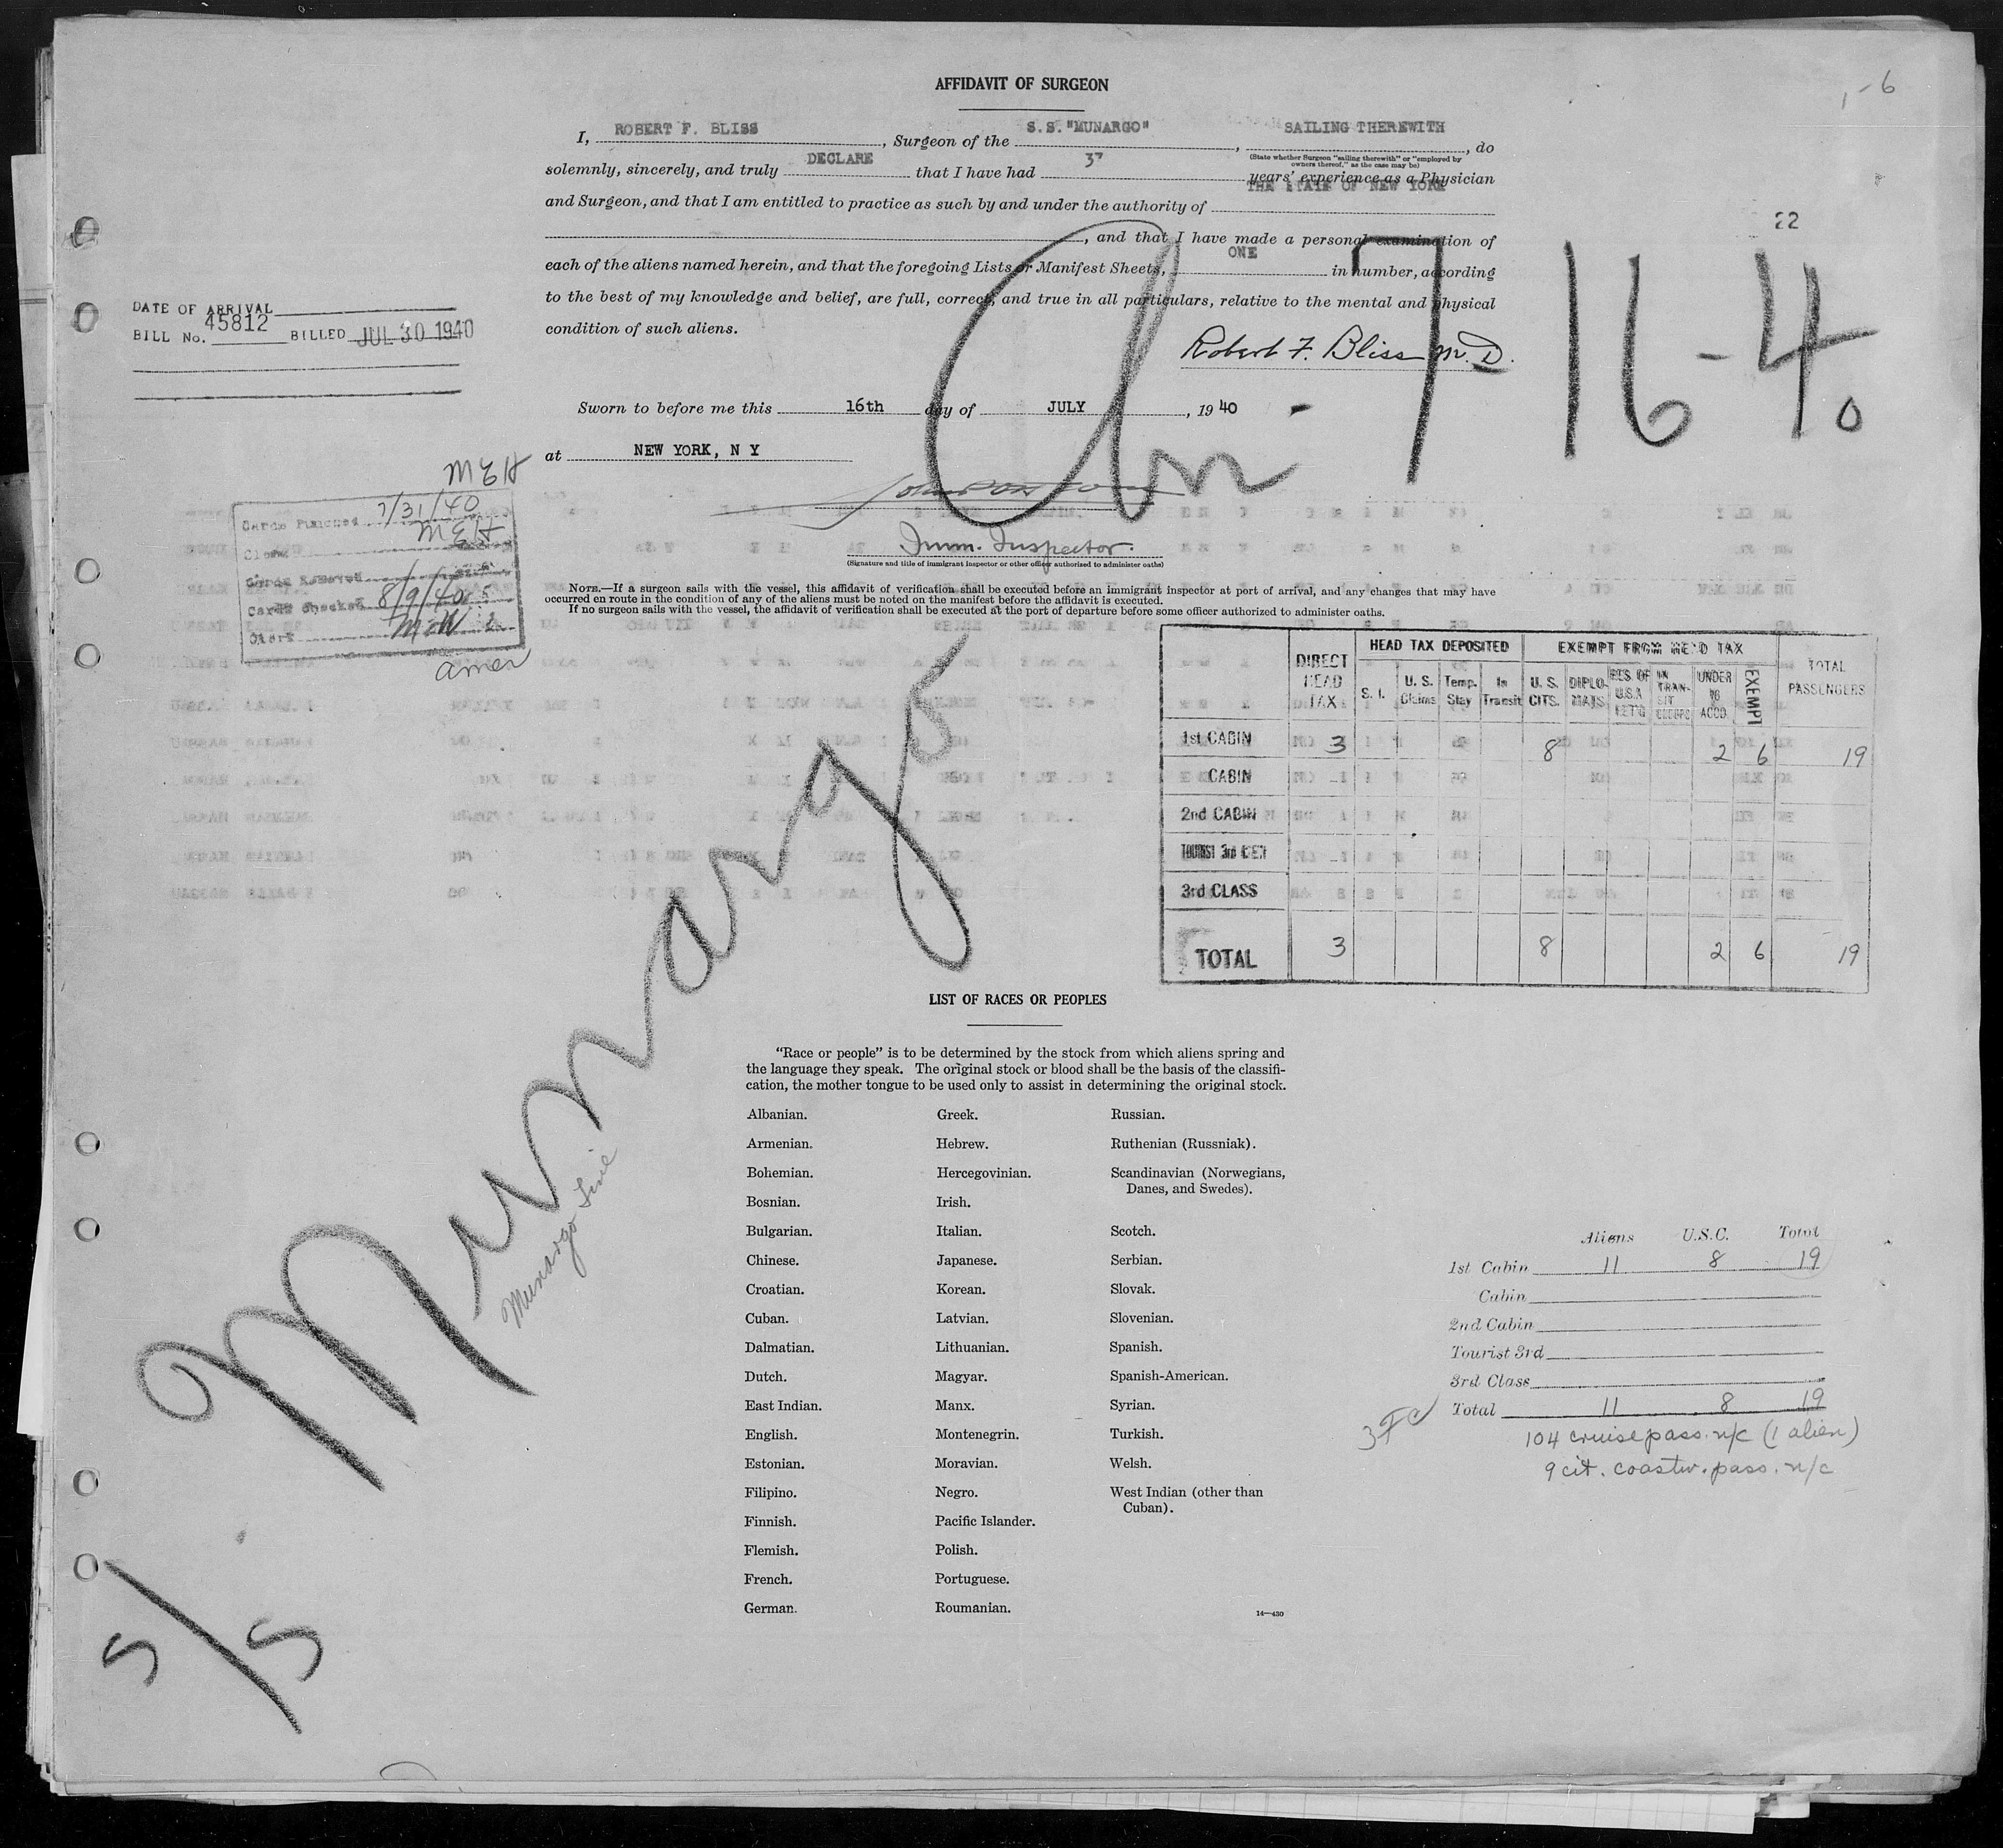 AFFIDAVIT OF SURGEON
1-6
I, ROBERT F. BLISS, Surgeon of the S.S. "MUNARGO", SAILING THEREWITH, do
(State whether Surgeon "sailing therewith" or "employed by owners thereof," as the case may be)
solemnly, sincerely, and truly DECLARE that I have had 37 years' experience as a Physician
and Surgeon, and that I am entitled to practice as such by and under the authority of THE STATE OF NEW YORK
, and that I have made a personal examination of
22
each of the aliens named herein, and that the foregoing Lists or Manifest Sheets, ONE in number, according
to the best of my knowledge and belief, are full, correct, and true in all particulars, relative to the mental and physical
condition of such aliens.
Robert F. Bliss M.D.
Arr - 7 16 - 40
DATE OF ARRIVAL
BILL No. 45812 BILLED JUL 30 1940
Sworn to before me this 16th day of JULY, 1940
at NEW YORK, N Y
Imm. Inspector.
(Signature and title of immigrant inspector or other officer authorized to administer oaths)
MEH
Cards Punched 7/31/40
Clerk MEH
Cards Removed
Cards Checked 8/9/40
Clerk
amer
NOTE.—If a surgeon sails with the vessel, this affidavit of verification shall be executed before an immigrant inspector at port of arrival, and any changes that may have
occurred en route in the condition of any of the aliens must be noted on the manifest before the affidavit is executed.
If no surgeon sails with the vessel, the affidavit of verification shall be executed at the port of departure before some officer authorized to administer oaths.
DIRECT HEAD TAX HEAD TAX DEPOSITED EXEMPT FROM HEAD TAX TOTAL PASSENGERS
S. I. U. S. Claims Temp. Stay In Transit U. S. CITS. DIPLOMATS RES. OF U.S.A RET'G IN TRANSIT UNDER 16 ACCD. EXEMPT
1st CABIN 3 8 2 6 19
CABIN
2nd CABIN
TOURIST 3rd
3rd CLASS
TOTAL 3 8 2 6 19
S/S Munargo
Munargo Line
LIST OF RACES OR PEOPLES
"Race or people" is to be determined by the stock from which aliens spring and
the language they speak. The original stock or blood shall be the basis of the classifi-
cation, the mother tongue to be used only to assist in determining the original stock.
Albanian.
Armenian.
Bohemian.
Bosnian.
Bulgarian.
Chinese.
Croatian.
Cuban.
Dalmatian.
Dutch.
East Indian.
English.
Estonian.
Filipino.
Finnish.
Flemish.
French.
German.
Greek.
Hebrew.
Hercegovinian.
Irish.
Italian.
Japanese.
Korean.
Latvian.
Lithuanian.
Magyar.
Manx.
Montenegrin.
Moravian.
Negro.
Pacific Islander.
Polish.
Portuguese.
Roumanian.
Russian.
Ruthenian (Russniak).
Scandinavian (Norwegians,
Danes, and Swedes).
Scotch.
Serbian.
Slovak.
Slovenian.
Spanish.
Spanish-American.
Syrian.
Turkish.
Welsh.
West Indian (other than
Cuban).
14—430
Aliens U.S.C. Total
1st Cabin 11 8 19
Cabin
2nd Cabin
Tourist 3rd
3rd Class
Total 11 8 19
104 cruise pass. n/c (1 alien)
9 cit. coastw. pass. n/c